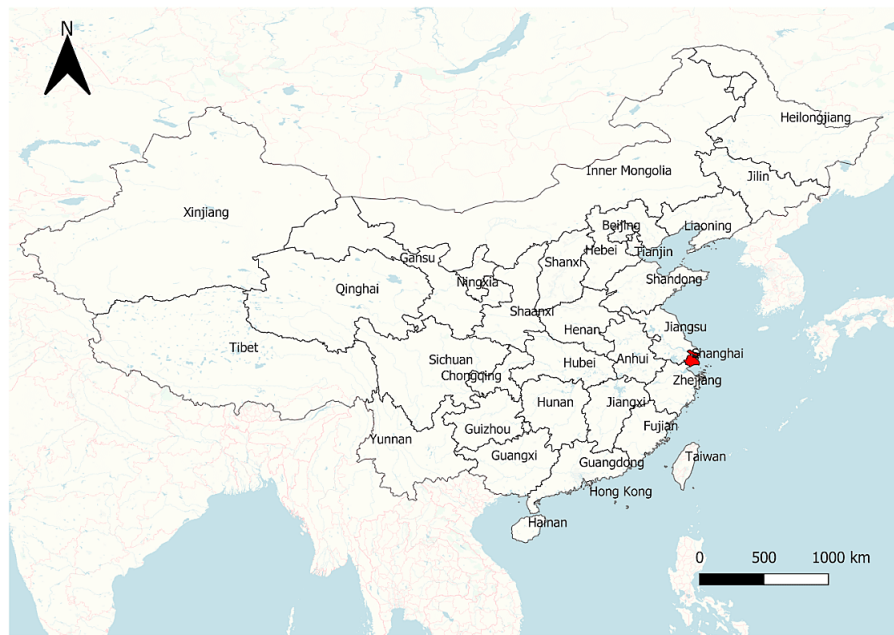 N
Heilongjiang
Inner Mongolia
Jilin
Xinjiang
Beijing
Liaoning
Hebei
Tianjin
Gansu
Shanxi
Shandong
Ningxia
Qinghai
Shaanxi
Henan
Jiangsu
Tibet
Shanghai
Sichuan
Hubei
Anhui
Chongqing
Zhejiang
Hunan
Jiangxi
Guizhou
Fujian
Yunnan
Guangxi
Taiwan
Guangdong
Hong Kong
Hainan
0 500 1000 km